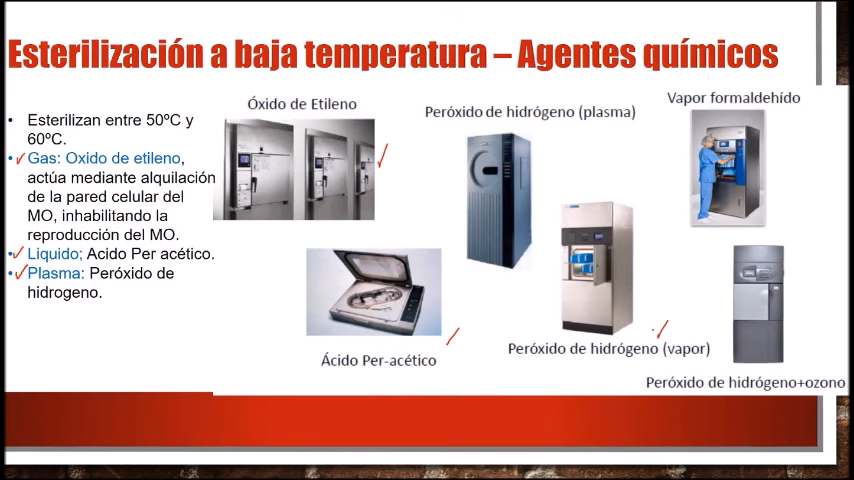 Esterilización a baja temperatura – Agentes químicos
• Esterilizan entre 50ºC y
60ºC.
• Gas: Oxido de etileno,
actúa mediante alquilación
de la pared celular del
MO, inhabilitando la
reproducción del MO.
• Liquido; Acido Per acético.
• Plasma: Peróxido de
hidrogeno.
Óxido de Etileno
Peróxido de hidrógeno (plasma)
Vapor formaldehído
Ácido Per-acético
Peróxido de hidrógeno (vapor)
Peróxido de hidrógeno+ozono